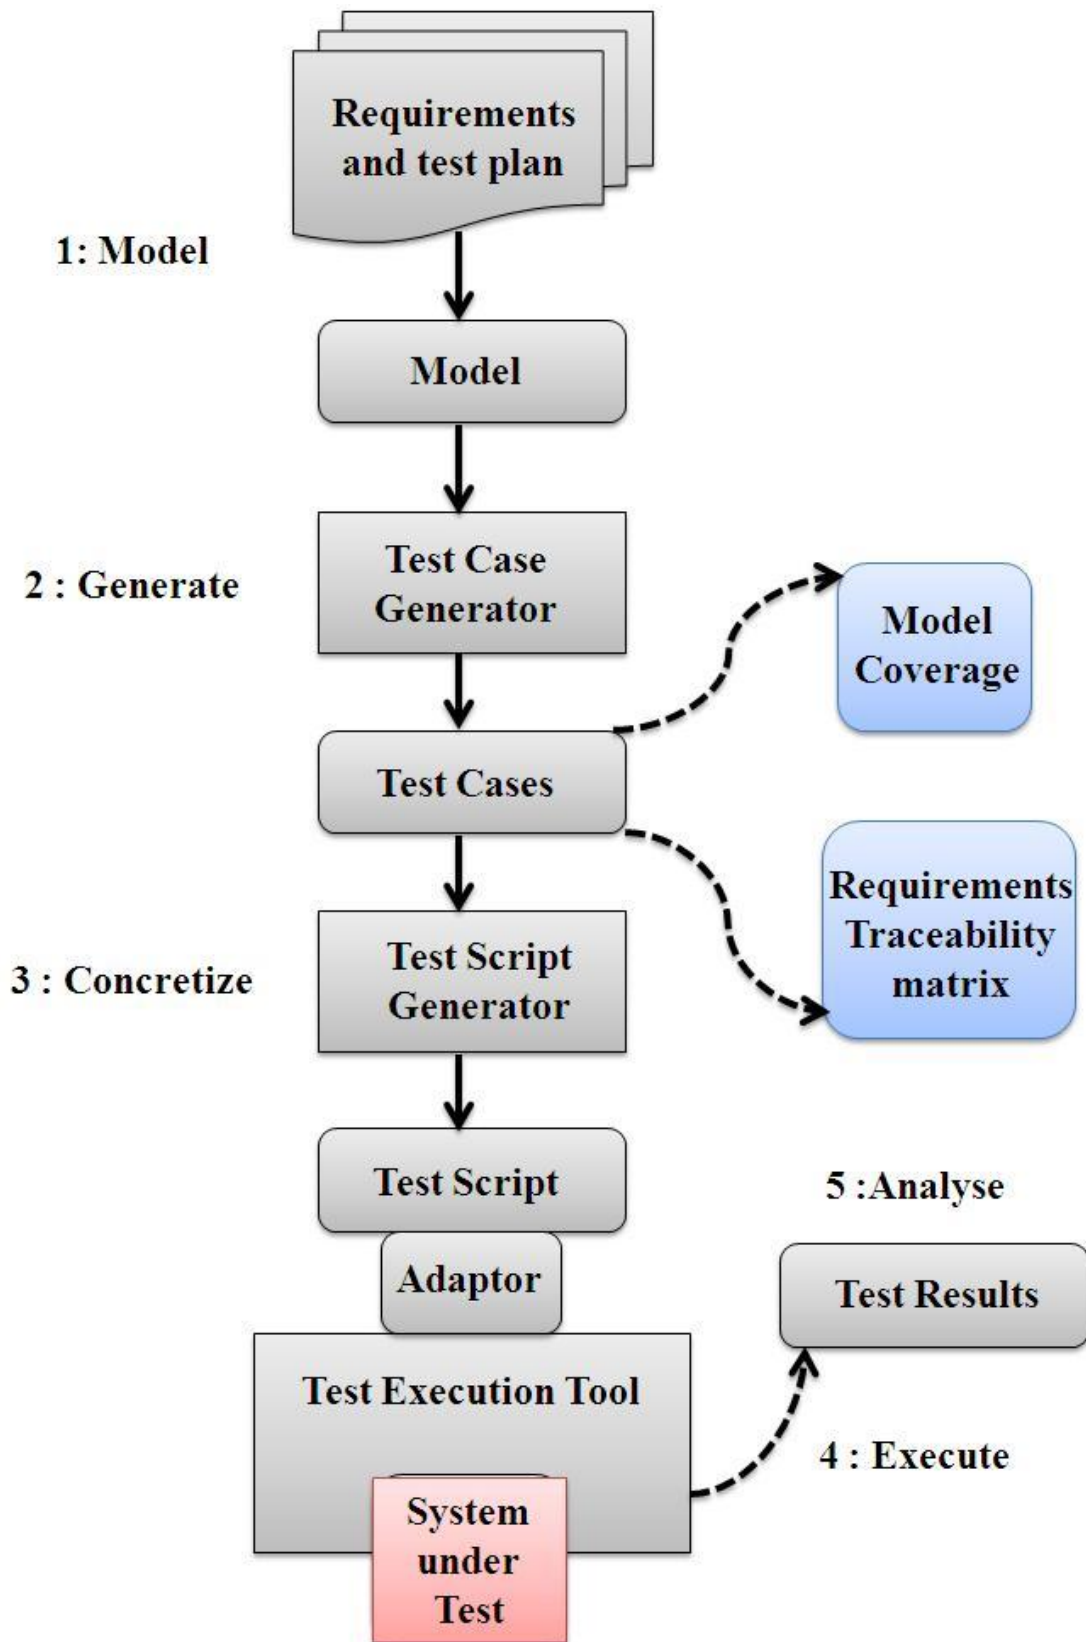 Requirements
and test plan
1: Model
Model
2 : Generate
Test Case
Generator
Model
Coverage
Test Cases
Requirements
Traceability
matrix
3 : Concretize
Test Script
Generator
Test Script
5 :Analyse
Adaptor
Test Results
Test Execution Tool
4 : Execute
System
under
Test